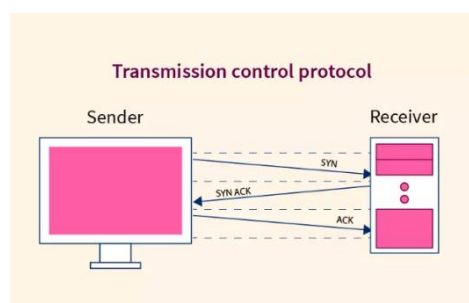 Transmission control protocol
Sender
Receiver
SYN
SYN ACK
ACK